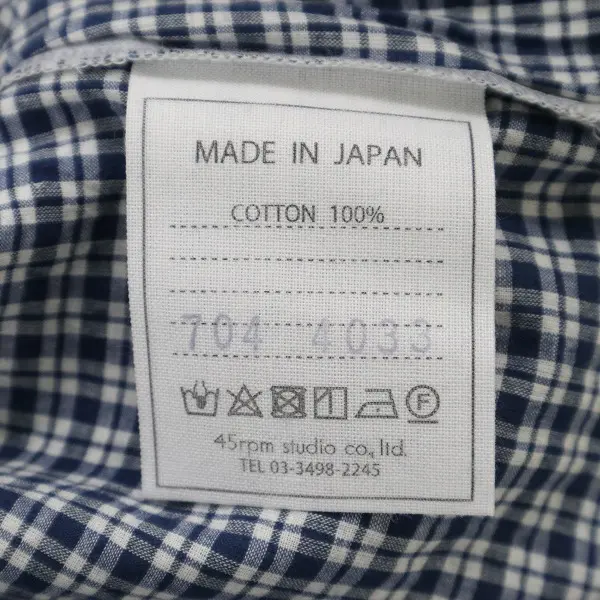 MADE IN JAPAN
COTTON 100%
704 4033
F
45rpm studio co., ltd.
TEL 03-3498-2245